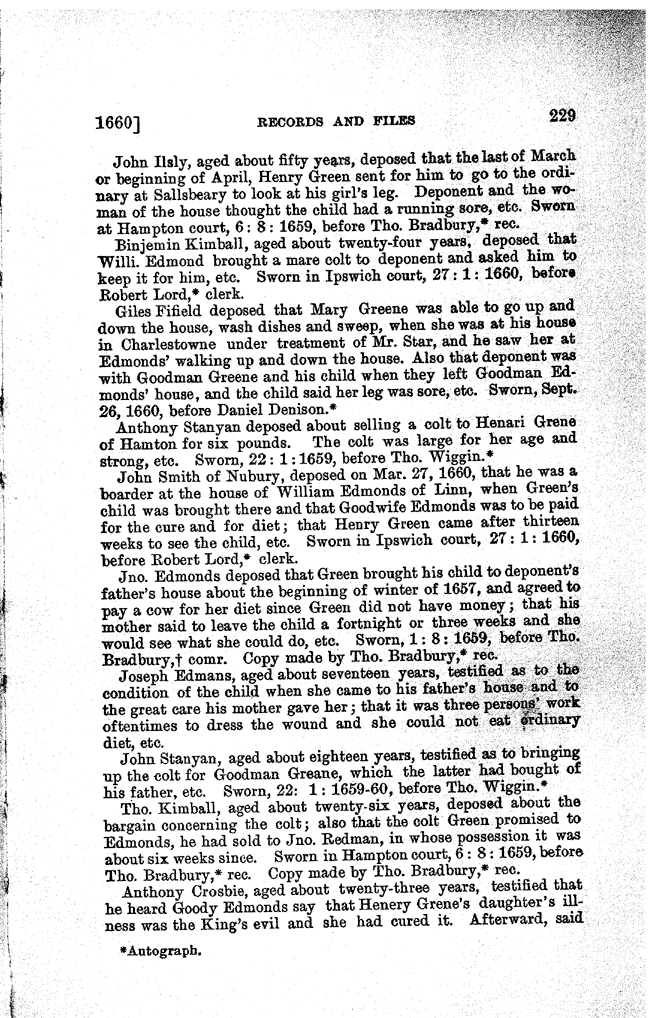 1660] RECORDS AND FILES 229
John Ilsly, aged about fifty years, deposed that the last of March
or beginning of April, Henry Green sent for him to go to the ordi-
nary at Sallsbeary to look at his girl's leg. Deponent and the wo-
man of the house thought the child had a running sore, etc. Sworn
at Hampton court, 6: 8: 1659, before Tho. Bradbury,* rec.
Binjemin Kimball, aged about twenty-four years, deposed that
Willi. Edmond brought a mare colt to deponent and asked him to
keep it for him, etc. Sworn in Ipswich court, 27: 1: 1660, before
Robert Lord,* clerk.
Giles Fifield deposed that Mary Greene was able to go up and
down the house, wash dishes and sweep, when she was at his house
in Charlestowne under treatment of Mr. Star, and he saw her at
Edmonds' walking up and down the house. Also that deponent was
with Goodman Greene and his child when they left Goodman Ed-
monds' house, and the child said her leg was sore, etc. Sworn, Sept.
26, 1660, before Daniel Denison.*
Anthony Stanyan deposed about selling a colt to Henari Grene
of Hamton for six pounds. The colt was large for her age and
strong, etc. Sworn, 22: 1: 1659, before Tho. Wiggin.*
John Smith of Nubury, deposed on Mar. 27, 1660, that he was a
boarder at the house of William Edmonds of Linn, when Green's
child was brought there and that Goodwife Edmonds was to be paid
for the cure and for diet; that Henry Green came after thirteen
weeks to see the child, etc. Sworn in Ipswich court, 27: 1: 1660,
before Robert Lord,* clerk.
Jno. Edmonds deposed that Green brought his child to deponent's
father's house about the beginning of winter of 1657, and agreed to
pay a cow for her diet since Green did not have money; that his
mother said to leave the child a fortnight or three weeks and she
would see what she could do, etc. Sworn, 1: 8: 1659, before Tho.
Bradbury,† comr. Copy made by Tho. Bradbury,* rec.
Joseph Edmans, aged about seventeen years, testified as to the
condition of the child when she came to his father's house and to
the great care his mother gave her; that it was three persons' work
oftentimes to dress the wound and she could not eat ordinary
diet, etc.
John Stanyan, aged about eighteen years, testified as to bringing
up the colt for Goodman Greane, which the latter had bought of
his father, etc. Sworn, 22: 1: 1659-60, before Tho. Wiggin.*
Tho. Kimball, aged about twenty-six years, deposed about the
bargain concerning the colt; also that the colt Green promised to
Edmonds, he had sold to Jno. Redman, in whose possession it was
about six weeks since. Sworn in Hampton court, 6: 8: 1659, before
Tho. Bradbury,* rec. Copy made by Tho. Bradbury,* rec.
Anthony Crosbie, aged about twenty-three years, testified that
he heard Goody Edmonds say that Henery Grene's daughter's ill-
ness was the King's evil and she had cured it. Afterward, said
*Autograph.